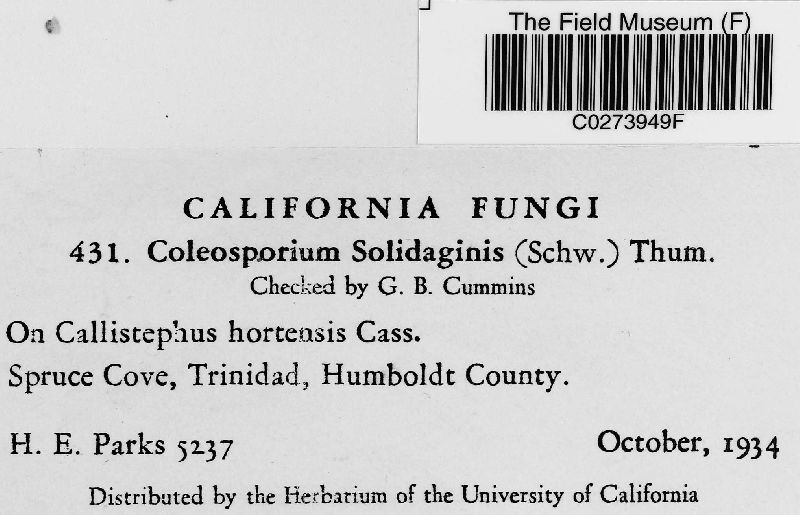 The Field Museum (F)
C0273949F
CALIFORNIA FUNGI
431. Coleosporium Solidaginis (Schw.) Thum.
Checked by G. B. Cummins
On Callistephus hortensis Cass.
Spruce Cove, Trinidad, Humboldt County.
H. E. Parks 5237 October, 1934
Distributed by the Herbarium of the University of California